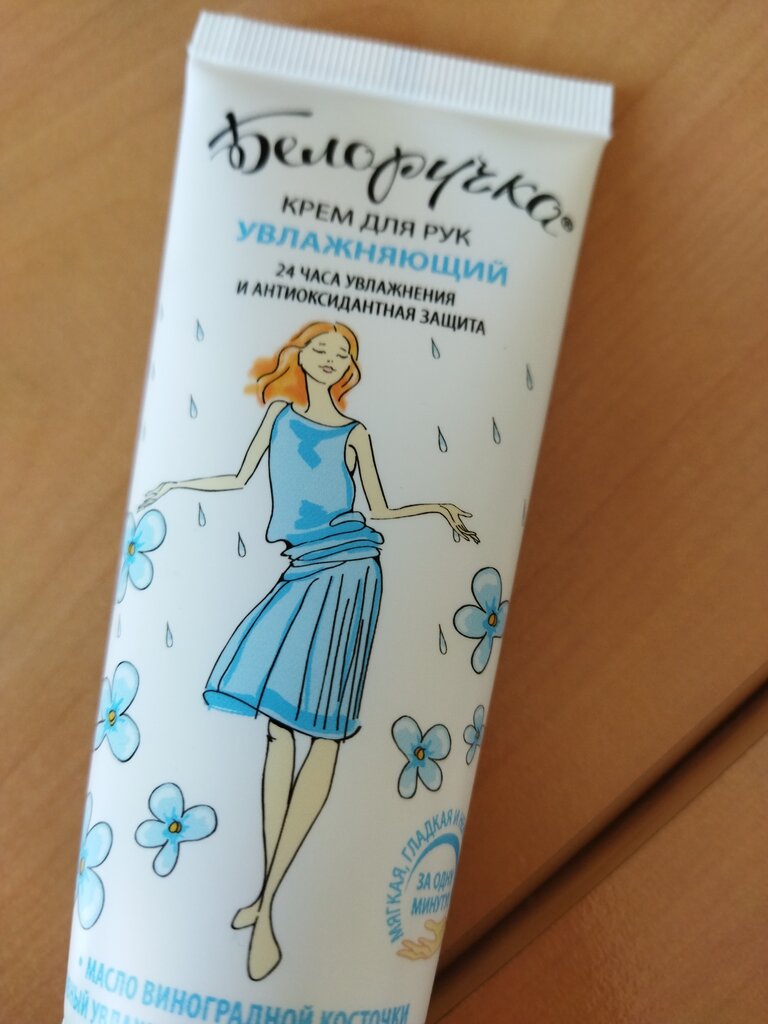 Белоручка®
КРЕМ ДЛЯ РУК
УВЛАЖНЯЮЩИЙ
24 ЧАСА УВЛАЖНЕНИЯ
И АНТИОКСИДАНТНАЯ ЗАЩИТА
МЯГКАЯ, ГЛАДКАЯ И
ЗА ОДНУ
МИНУТУ
• МАСЛО ВИНОГРАДНОЙ КОСТОЧКИ